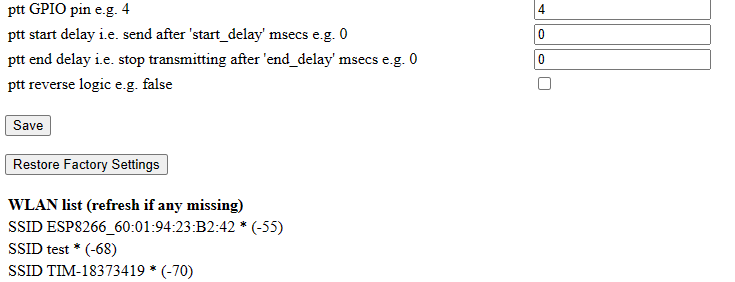 ptt GPIO pin e.g. 4 4
ptt start delay i.e. send after 'start_delay' msecs e.g. 0 0
ptt end delay i.e. stop transmitting after 'end_delay' msecs e.g. 0 0
ptt reverse logic e.g. false
Save
Restore Factory Settings
WLAN list (refresh if any missing)
SSID ESP8266_60:01:94:23:B2:42 * (-55)
SSID test * (-68)
SSID TIM-18373419 * (-70)